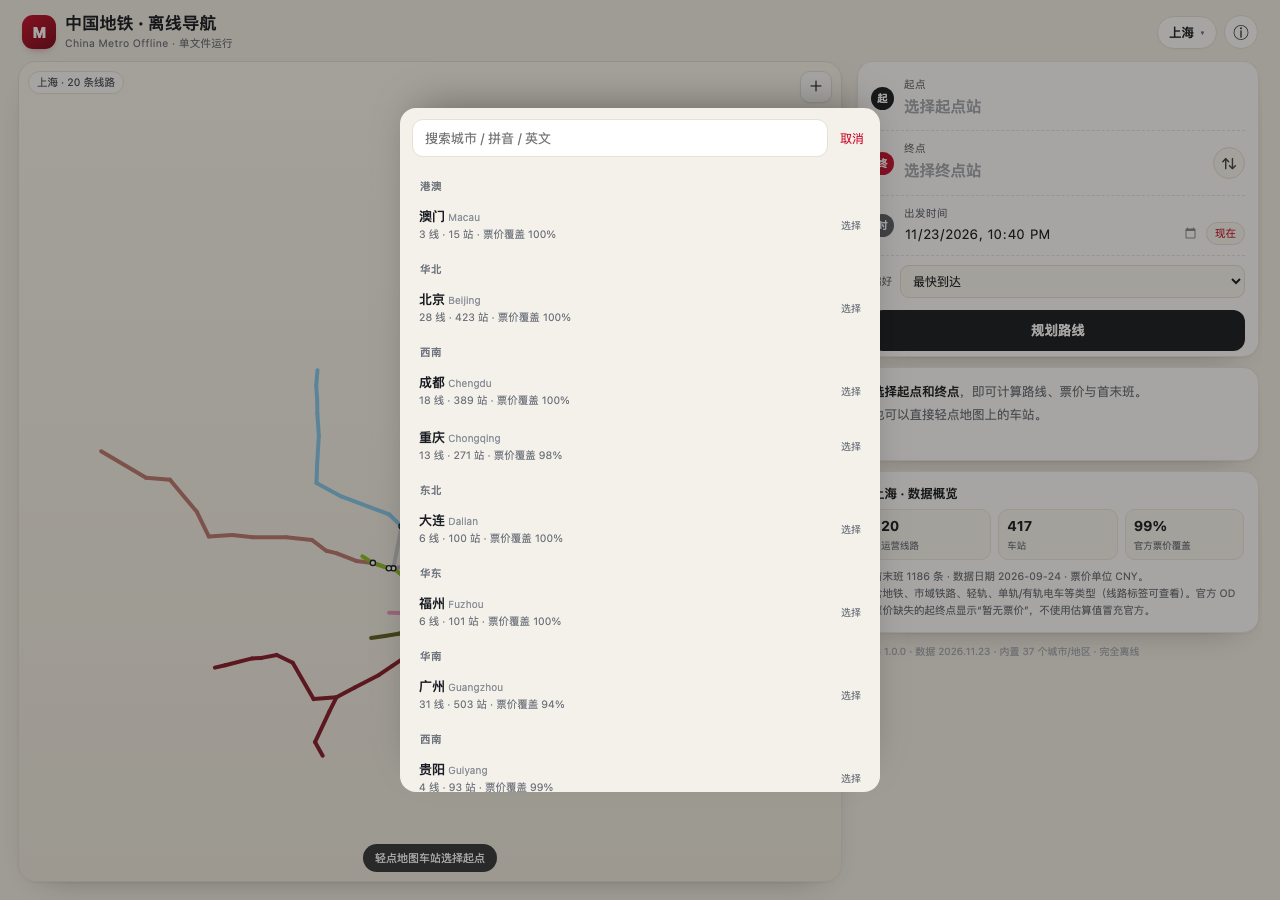 M
中国地铁 · 离线导航
China Metro Offline · 单文件运行
上海
上海 · 20 条线路
+
搜索城市 / 拼音 / 英文
取消
港澳
澳门 Macau
3 线 · 15 站 · 票价覆盖 100%
选择
华北
北京 Beijing
28 线 · 423 站 · 票价覆盖 100%
选择
西南
成都 Chengdu
18 线 · 389 站 · 票价覆盖 100%
选择
重庆 Chongqing
13 线 · 271 站 · 票价覆盖 98%
选择
东北
大连 Dalian
6 线 · 100 站 · 票价覆盖 100%
选择
华东
福州 Fuzhou
6 线 · 101 站 · 票价覆盖 100%
选择
华南
广州 Guangzhou
31 线 · 503 站 · 票价覆盖 94%
选择
西南
贵阳 Guiyang
4 线 · 93 站 · 票价覆盖 99%
选择
轻点地图车站选择起点
起
起点
选择起点站
终
终点
选择终点站
时
出发时间
11/23/2026, 10:40 PM
现在
好
最快到达
规划路线
选择起点和终点，即可计算路线、票价与首末班。
也可以直接轻点地图上的车站。
上海 · 数据概览
20
运营线路
417
车站
99%
官方票价覆盖
末班 1186 条 · 数据日期 2026-09-24 · 票价单位 CNY。
地铁、市域铁路、轻轨、单轨/有轨电车等类型（线路标签可查看）。官方 OD
价缺失的起终点显示“暂无票价”，不使用估算值冒充官方。
1.0.0 · 数据 2026.11.23 · 内置 37 个城市/地区 · 完全离线